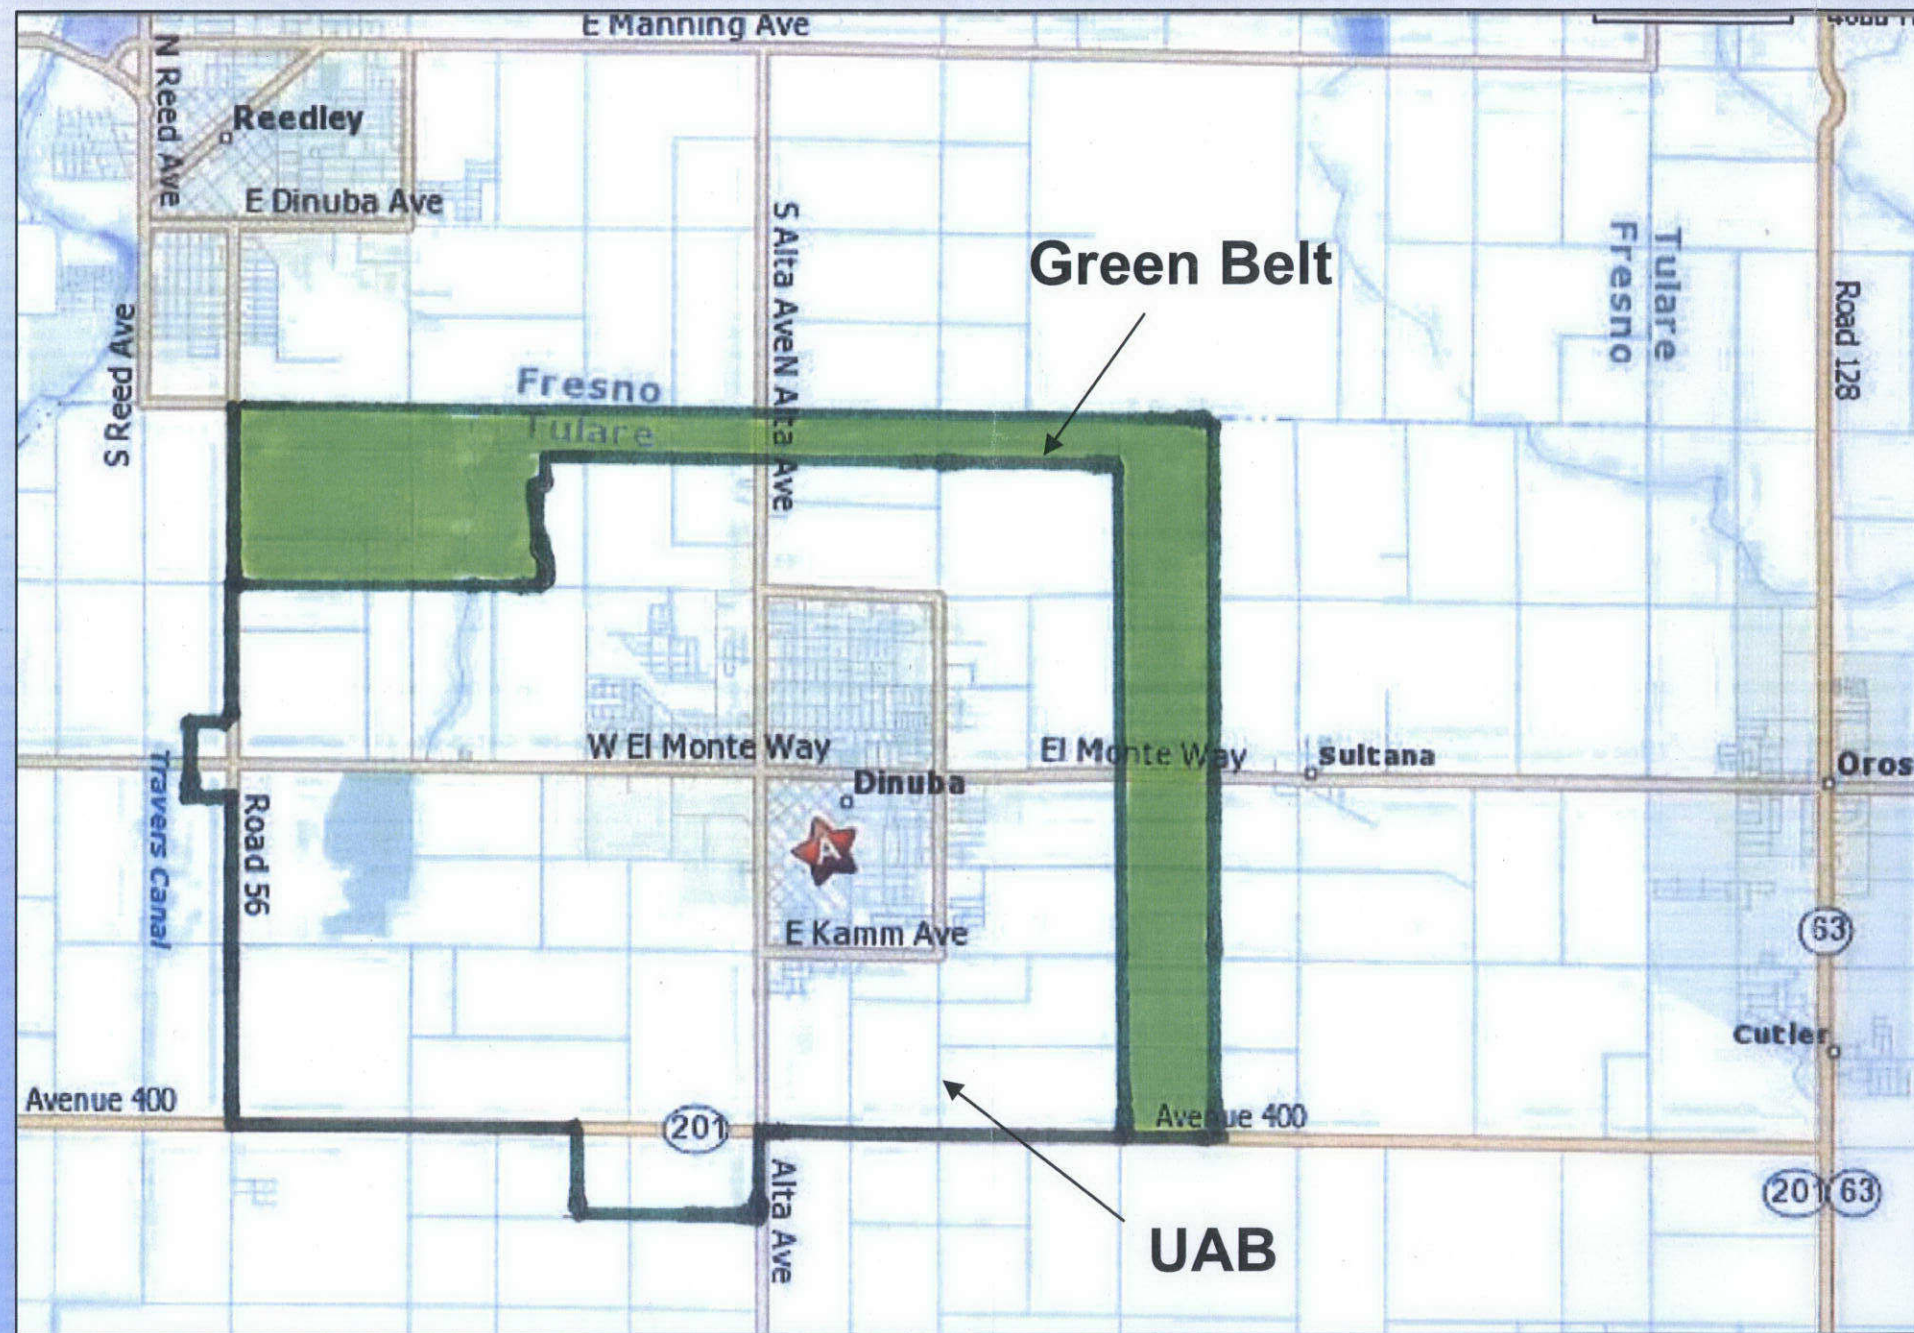 E Manning Ave
N Reed Ave
Reedley
E Dinuba Ave
S Alta Ave
N Alta Ave
Green Belt
Tulare
Fresno
Road 128
S Reed Ave
Fresno
Tulare
W El Monte Way
El Monte Way
Sultana
Oros
Dinuba
A
Travers Canal
Road 56
E Kamm Ave
63
Cutler
Avenue 400
201
Avenue 400
Alta Ave
201
63
UAB